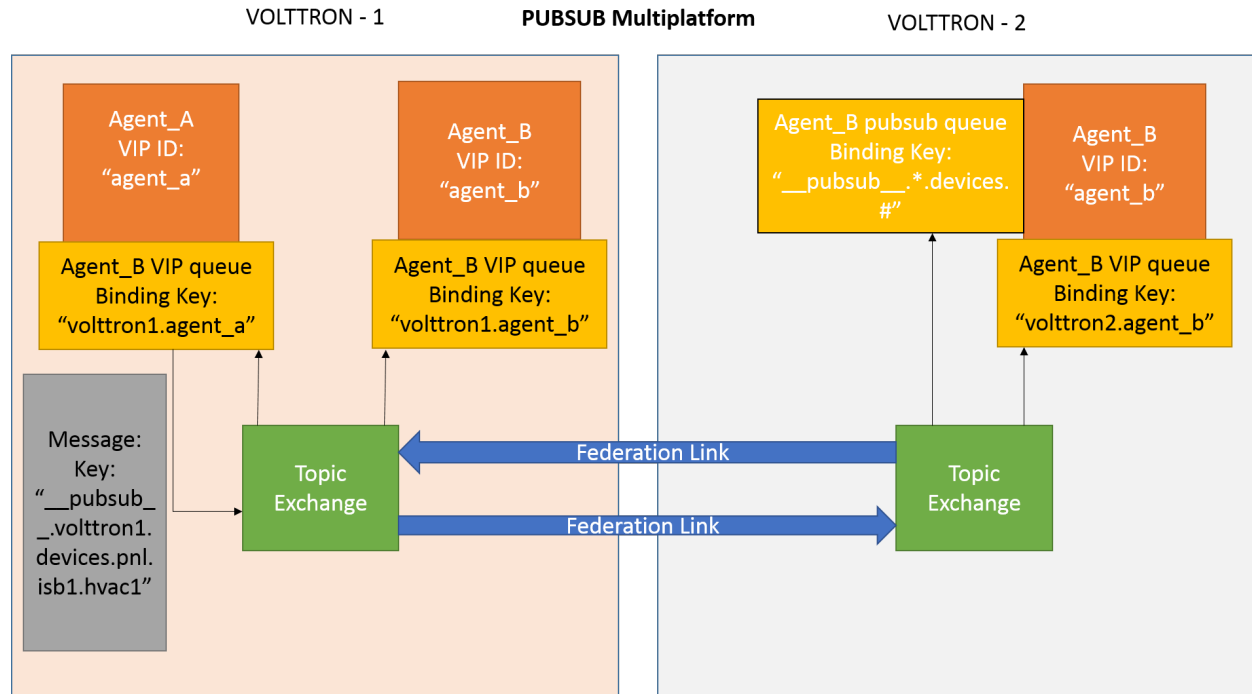 VOLTTRON - 1
PUBSUB Multiplatform
VOLTTRON - 2
Agent_A
VIP ID:
“agent_a”
Agent_B VIP queue
Binding Key:
“volttron1.agent_a”
Agent_B
VIP ID:
“agent_b”
Agent_B VIP queue
Binding Key:
“volttron1.agent_b”
Message:
Key:
“__pubsub_
_.volttron1.
devices.pnl.
isb1.hvac1”
Topic
Exchange
Federation Link
Federation Link
Agent_B pubsub queue
Binding Key:
“__pubsub__.*.devices.
#”
Agent_B
VIP ID:
“agent_b”
Agent_B VIP queue
Binding Key:
“volttron2.agent_b”
Topic
Exchange